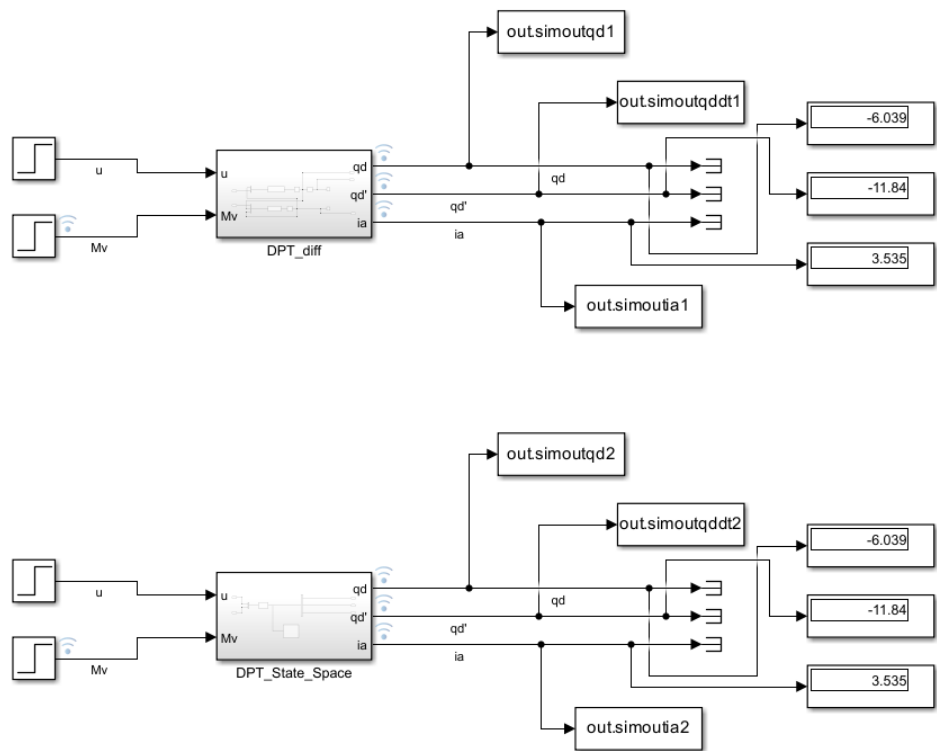 out.simoutqd1
out.simoutqddt1
-6.039
u
u
qd
qd
qd'
-11.84
Mv
Mv
qd'
ia
ia
DPT_diff
3.535
out.simoutia1
out.simoutqd2
out.simoutqddt2
-6.039
u
u
qd
qd
qd'
-11.84
Mv
Mv
qd'
ia
ia
DPT_State_Space
3.535
out.simoutia2